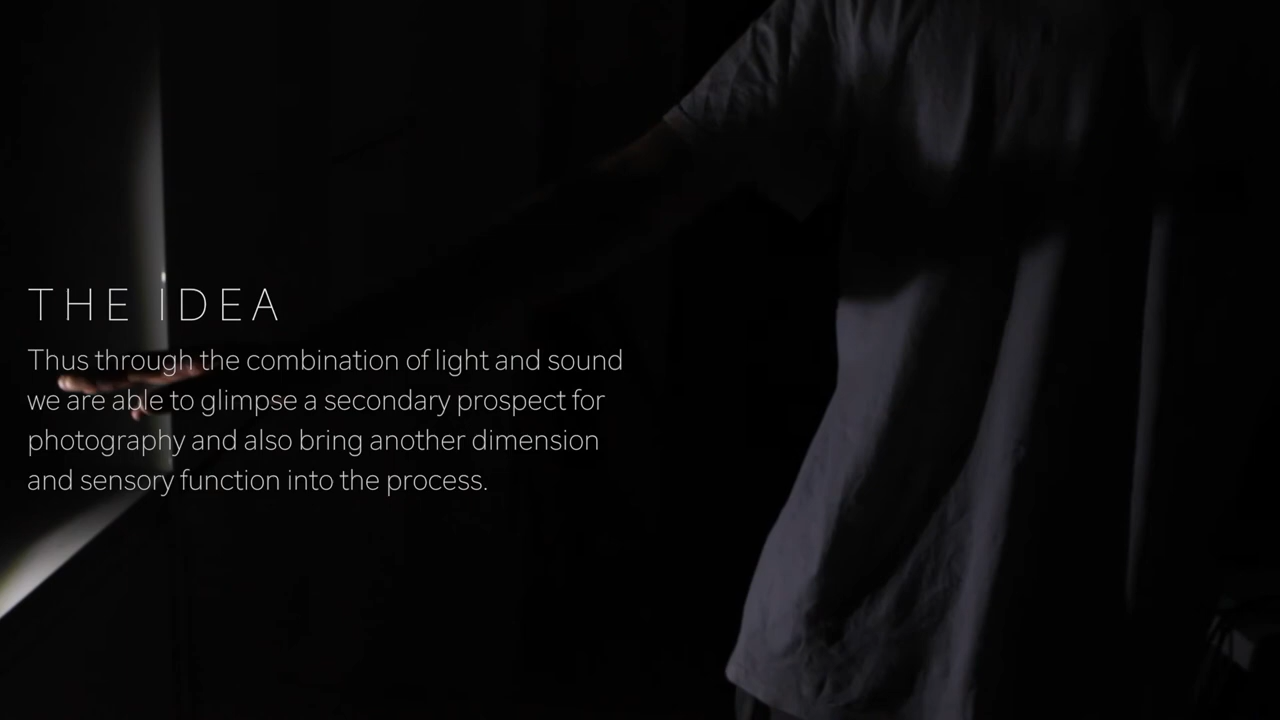 THE IDEA
Thus through the combination of light and sound
we are able to glimpse a secondary prospect for
photography and also bring another dimension
and sensory function into the process.